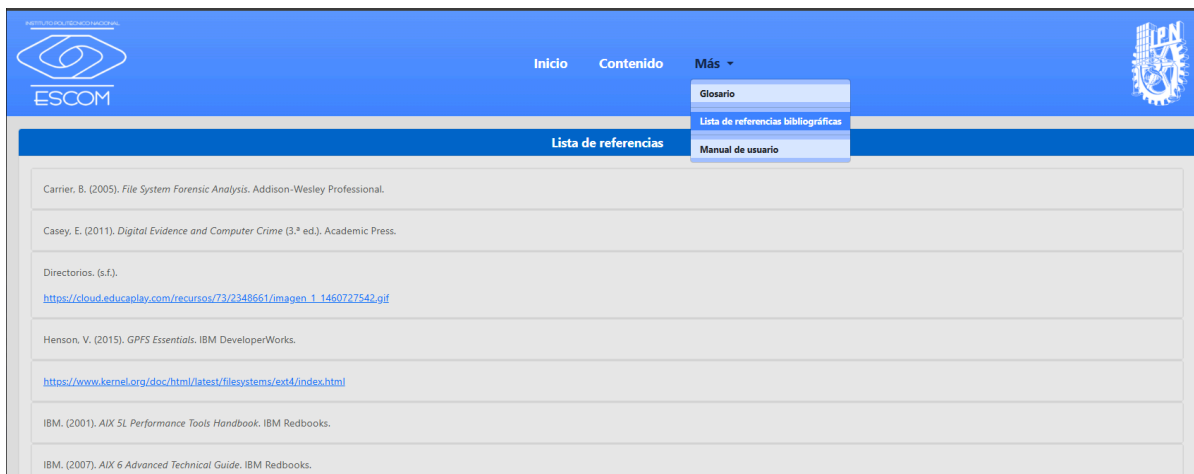 INSTITUTO POLITÉCNICO NACIONAL
ESCOM
Inicio
Contenido
Más
IPN
Glosario
Lista de referencias bibliográficas
Manual de usuario
Lista de referencias
Carrier, B. (2005). File System Forensic Analysis. Addison-Wesley Professional.
Casey, E. (2011). Digital Evidence and Computer Crime (3.ª ed.). Academic Press.
Directorios. (s.f.).
https://cloud.educaplay.com/recursos/73/2348661/imagen_1_1460727542.gif
Henson, V. (2015). GPFS Essentials. IBM DeveloperWorks.
https://www.kernel.org/doc/html/latest/filesystems/ext4/index.html
IBM. (2001). AIX 5L Performance Tools Handbook. IBM Redbooks.
IBM. (2007). AIX 6 Advanced Technical Guide. IBM Redbooks.